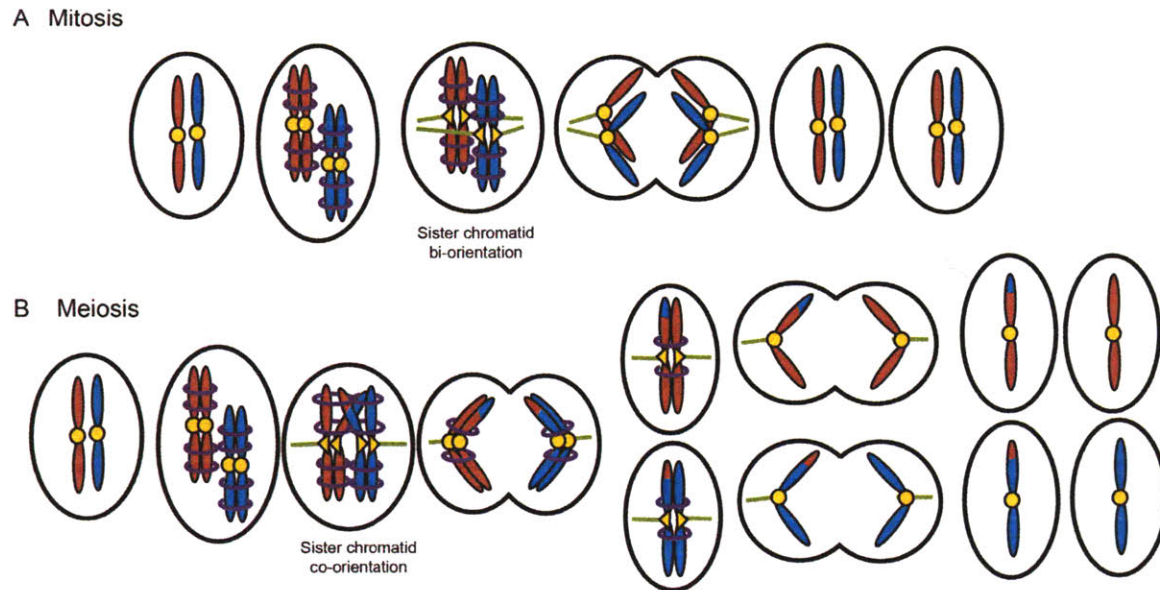 A Mitosis
Sister chromatid
bi-orientation
B Meiosis
Sister chromatid
co-orientation